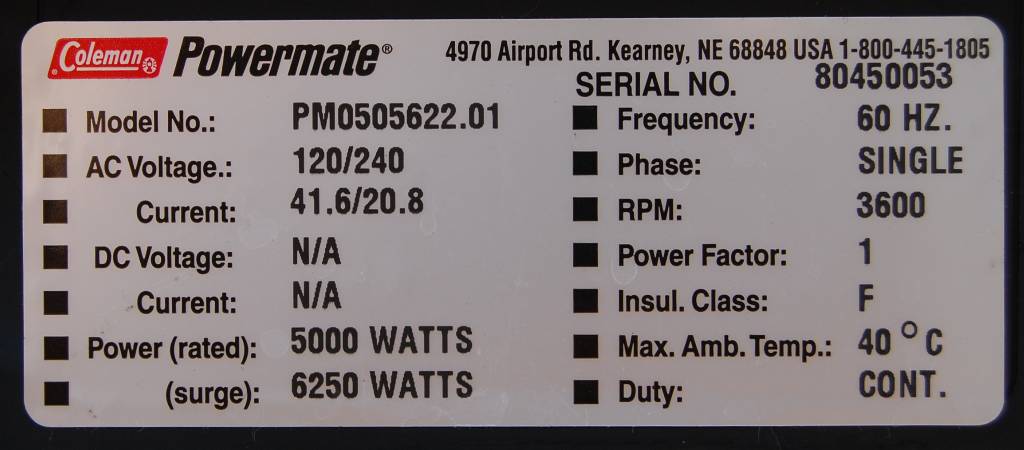 Coleman® Powermate® 4970 Airport Rd. Kearney, NE 68848 USA 1-800-445-1805
SERIAL NO. 80450053
Model No.: PM0505622.01
AC Voltage.: 120/240
Current: 41.6/20.8
DC Voltage: N/A
Current: N/A
Power (rated): 5000 WATTS
(surge): 6250 WATTS
Frequency: 60 HZ.
Phase: SINGLE
RPM: 3600
Power Factor: 1
Insul. Class: F
Max. Amb. Temp.: 40 °C
Duty: CONT.